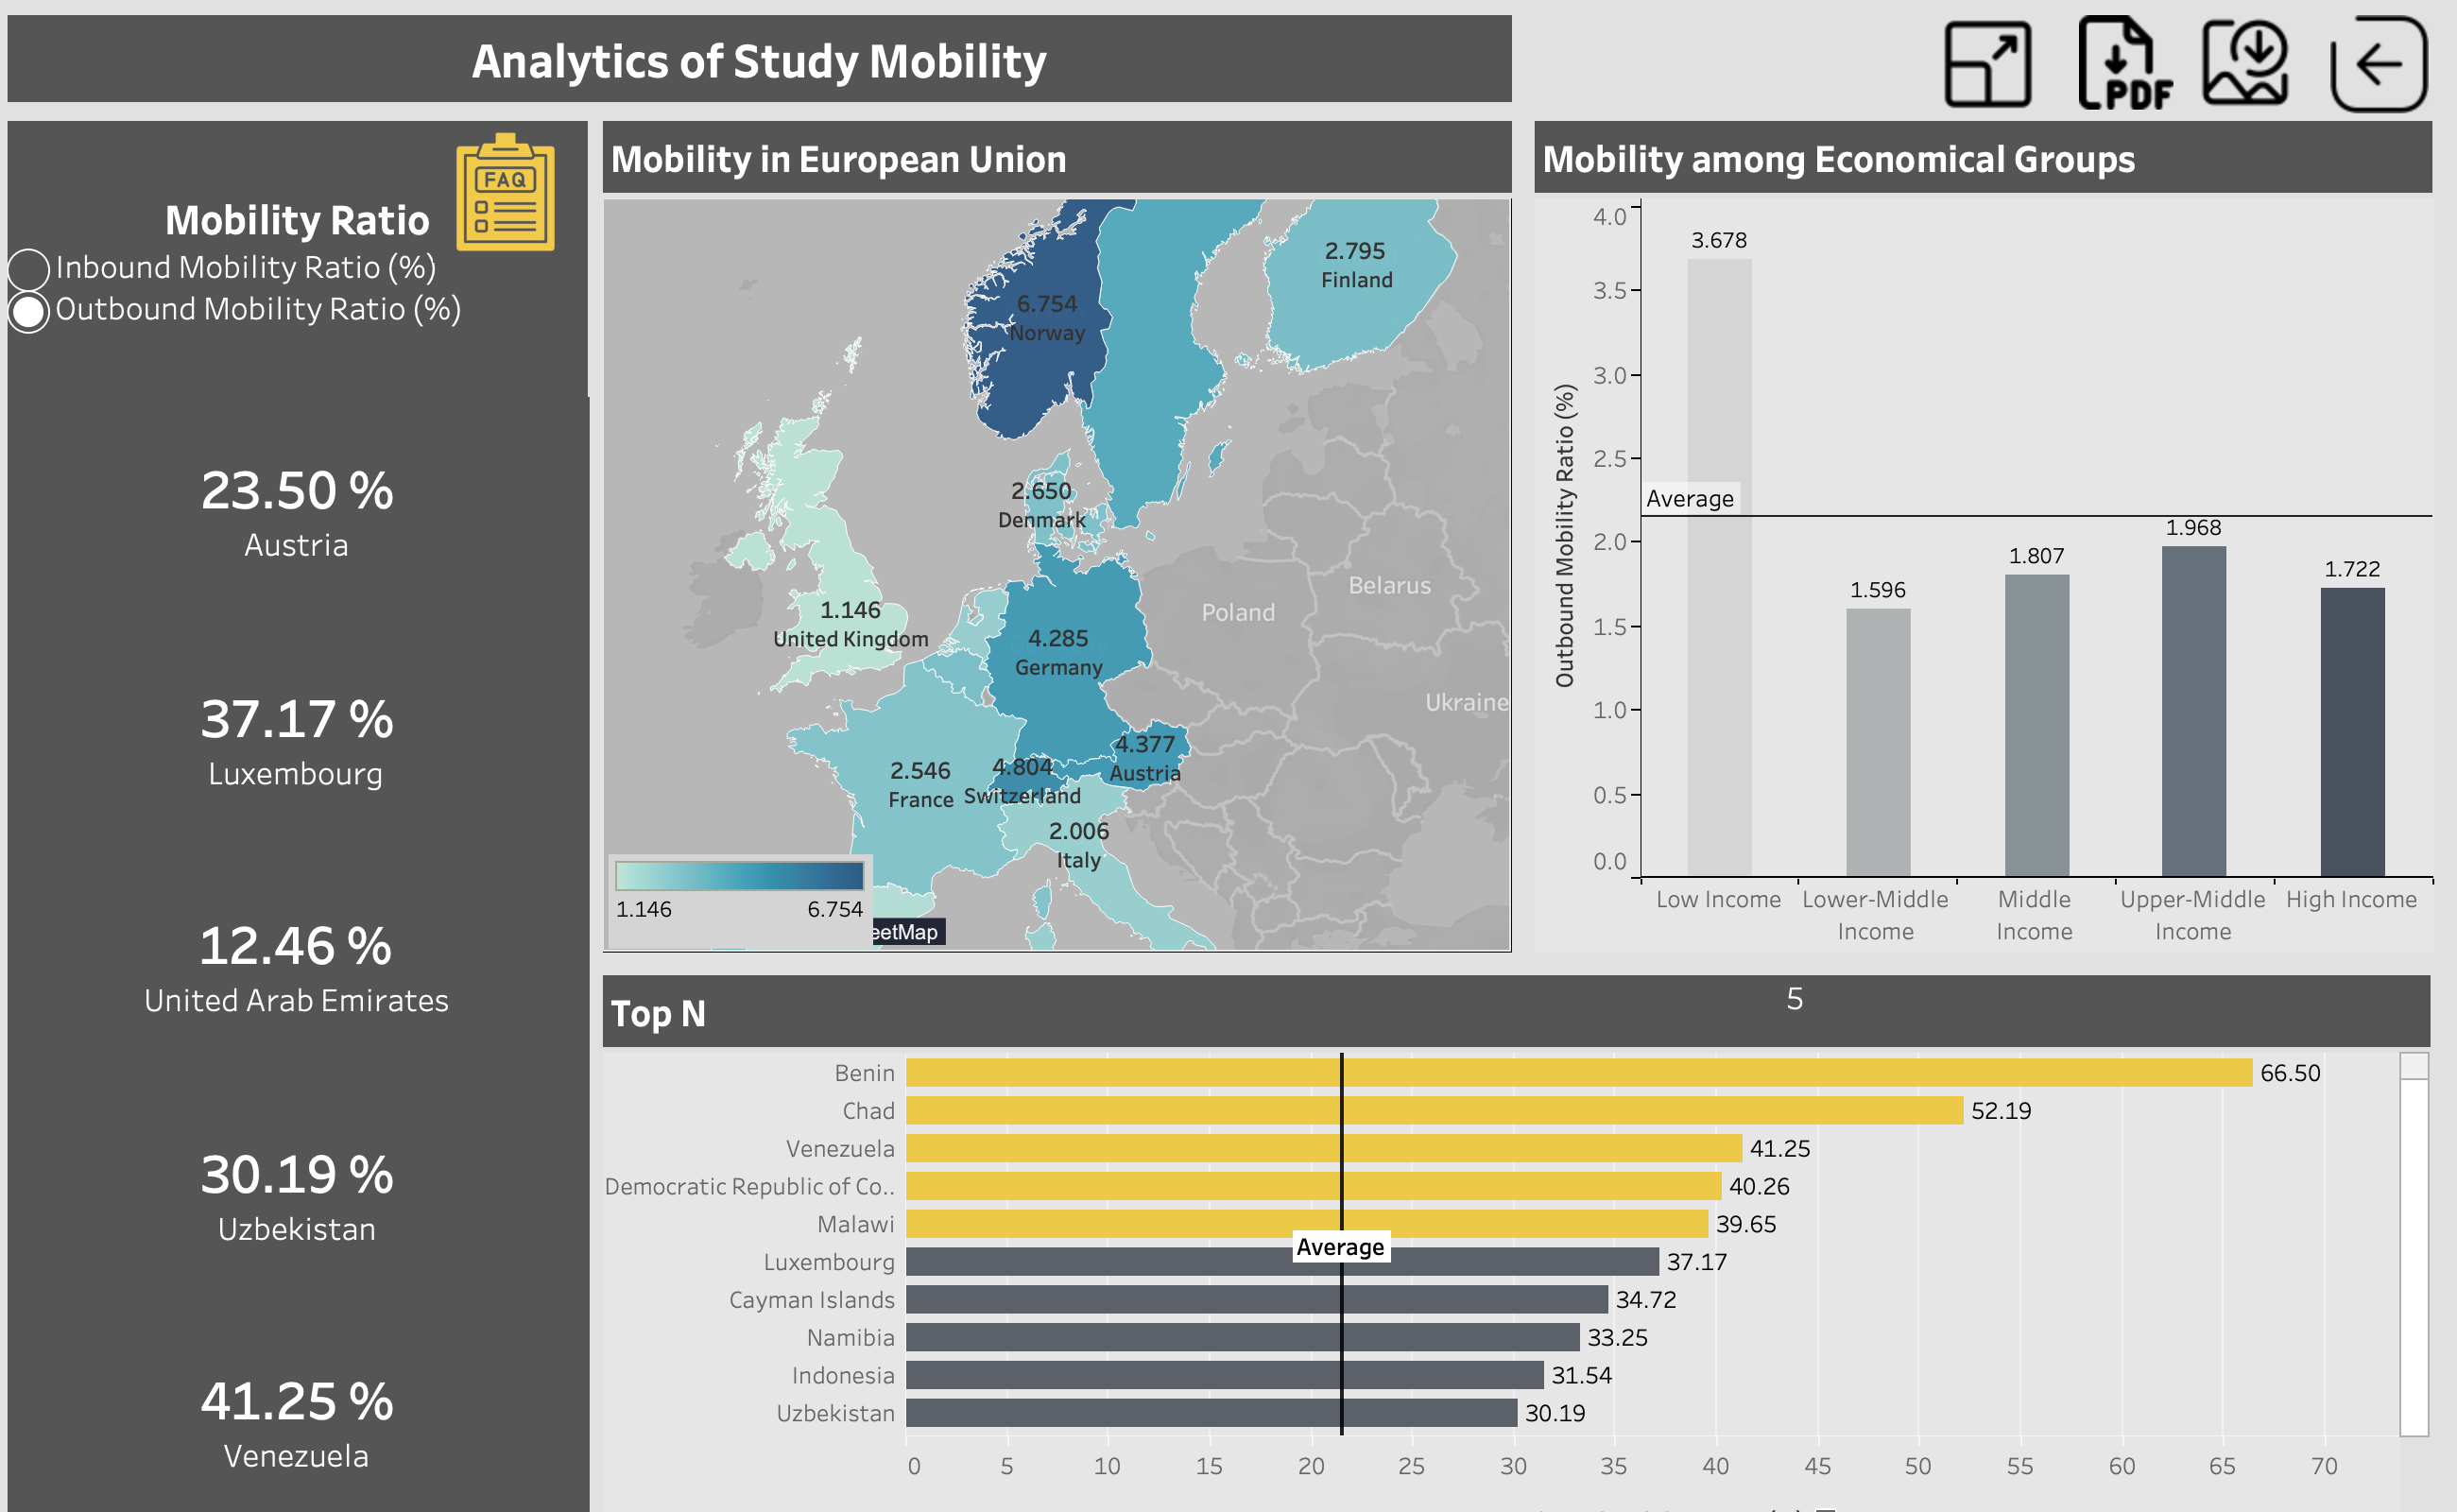 Analytics of Study Mobility
PDF
FAQ
Mobility Ratio
Inbound Mobility Ratio (%)
Outbound Mobility Ratio (%)
23.50 %
Austria
37.17 %
Luxembourg
12.46 %
United Arab Emirates
30.19 %
Uzbekistan
41.25 %
Venezuela
Mobility in European Union
2.795
Finland
6.754
Norway
2.650
Denmark
Belarus
Poland
1.146
United Kingdom
4.285
Germany
Ukraine
4.377
Austria
4.804
Switzerland
2.546
France
2.006
Italy
1.146 6.754
eetMap
Mobility among Economical Groups
Outbound Mobility Ratio (%)
4.0
3.5
3.0
2.5
2.0
1.5
1.0
0.5
0.0
3.678
Average
1.596
1.807
1.968
1.722
Low Income
Lower-Middle
Income
Middle
Income
Upper-Middle
Income
High Income
Top N
5
Benin 66.50
Chad 52.19
Venezuela 41.25
Democratic Republic of Co.. 40.26
Malawi 39.65
Average
Luxembourg 37.17
Cayman Islands 34.72
Namibia 33.25
Indonesia 31.54
Uzbekistan 30.19
0 5 10 15 20 25 30 35 40 45 50 55 60 65 70